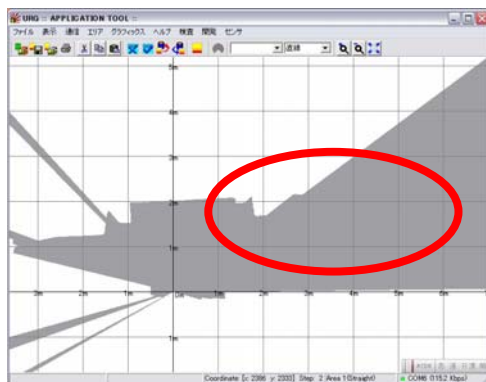 URG :: APPLICATION TOOL ::
ファイル 表示 通信 エリア グラフィックス ヘルプ 検査 開発 センサ
直線
5m
4m
3m
2m
1m
3m 2m 1m 0m 1m 2m 3m 4m 5m 6m
1m
Coordinate [x: 2386 y: 2333] Step: 2 Area 1(Straight) COM6 (115.2 Kbps)